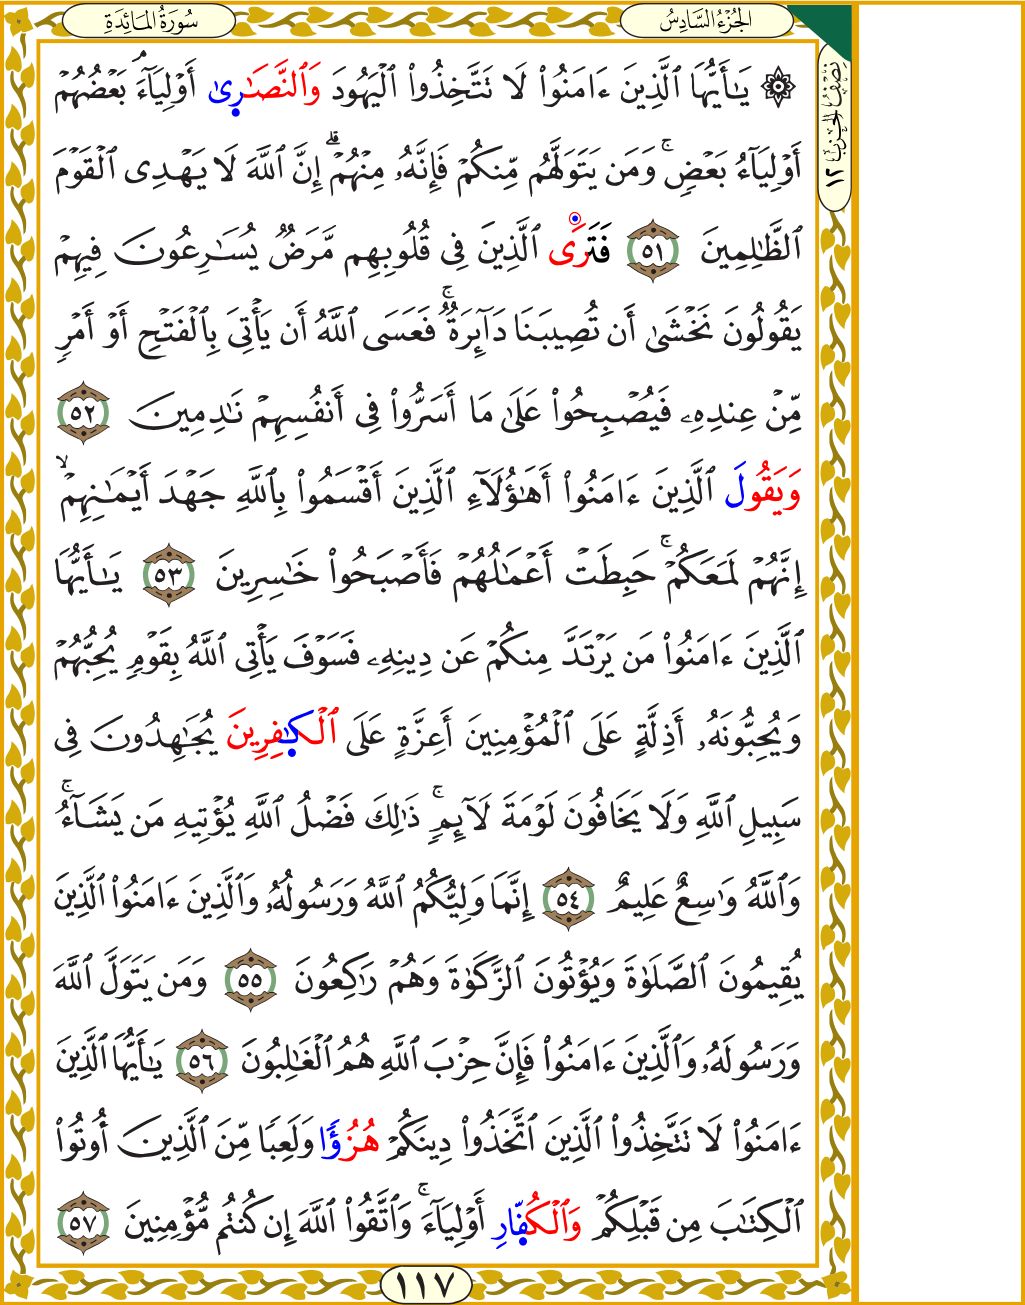 سُورَةُ المَائِدَةِ
الجُزْءُ السَّادِسُ
نِصْفُ الحِزْبِ ١٢
۞ يَٰٓأَيُّهَا ٱلَّذِينَ ءَامَنُوا۟ لَا تَتَّخِذُوا۟ ٱلْيَهُودَ وَٱلنَّصَٰرِىٰ أَوْلِيَآءَۘ بَعْضُهُمْ
أَوْلِيَآءُ بَعْضٍۚ وَمَن يَتَوَلَّهُم مِّنكُمْ فَإِنَّهُۥ مِنْهُمْۗ إِنَّ ٱللَّهَ لَا يَهْدِى ٱلْقَوْمَ
ٱلظَّٰلِمِينَ ٥١ فَتَرَى ٱلَّذِينَ فِى قُلُوبِهِم مَّرَضٌ يُسَٰرِعُونَ فِيهِمْ
يَقُولُونَ نَخْشَىٰٓ أَن تُصِيبَنَا دَآئِرَةٌۚ فَعَسَى ٱللَّهُ أَن يَأْتِىَ بِٱلْفَتْحِ أَوْ أَمْرٍ
مِّنْ عِندِهِۦ فَيُصْبِحُوا۟ عَلَىٰ مَآ أَسَرُّوا۟ فِىٓ أَنفُسِهِمْ نَٰدِمِينَ ٥٢
وَيَقُولَ ٱلَّذِينَ ءَامَنُوٓا۟ أَهَٰٓؤُلَآءِ ٱلَّذِينَ أَقْسَمُوا۟ بِٱللَّهِ جَهْدَ أَيْمَٰنِهِمْۙ
إِنَّهُمْ لَمَعَكُمْۚ حَبِطَتْ أَعْمَٰلُهُمْ فَأَصْبَحُوا۟ خَٰسِرِينَ ٥٣ يَٰٓأَيُّهَا
ٱلَّذِينَ ءَامَنُوا۟ مَن يَرْتَدَّ مِنكُمْ عَن دِينِهِۦ فَسَوْفَ يَأْتِى ٱللَّهُ بِقَوْمٍ يُحِبُّهُمْ
وَيُحِبُّونَهُۥٓ أَذِلَّةٍ عَلَى ٱلْمُؤْمِنِينَ أَعِزَّةٍ عَلَى ٱلْكَٰفِرِينَ يُجَٰهِدُونَ فِى
سَبِيلِ ٱللَّهِ وَلَا يَخَافُونَ لَوْمَةَ لَآئِمٍۚ ذَٰلِكَ فَضْلُ ٱللَّهِ يُؤْتِيهِ مَن يَشَآءُۚ
وَٱللَّهُ وَٰسِعٌ عَلِيمٌ ٥٤ إِنَّمَا وَلِيُّكُمُ ٱللَّهُ وَرَسُولُهُۥ وَٱلَّذِينَ ءَامَنُوا۟ ٱلَّذِينَ
يُقِيمُونَ ٱلصَّلَوٰةَ وَيُؤْتُونَ ٱلزَّكَوٰةَ وَهُمْ رَٰكِعُونَ ٥٥ وَمَن يَتَوَلَّ ٱللَّهَ
وَرَسُولَهُۥ وَٱلَّذِينَ ءَامَنُوا۟ فَإِنَّ حِزْبَ ٱللَّهِ هُمُ ٱلْغَٰلِبُونَ ٥٦ يَٰٓأَيُّهَا ٱلَّذِينَ
ءَامَنُوا۟ لَا تَتَّخِذُوا۟ ٱلَّذِينَ ٱتَّخَذُوا۟ دِينَكُمْ هُزُؤًا وَلَعِبًا مِّنَ ٱلَّذِينَ أُوتُوا۟
ٱلْكِتَٰبَ مِن قَبْلِكُمْ وَٱلْكُفَّارِ أَوْلِيَآءَۚ وَٱتَّقُوا۟ ٱللَّهَ إِن كُنتُم مُّؤْمِنِينَ ٥٧
١١٧